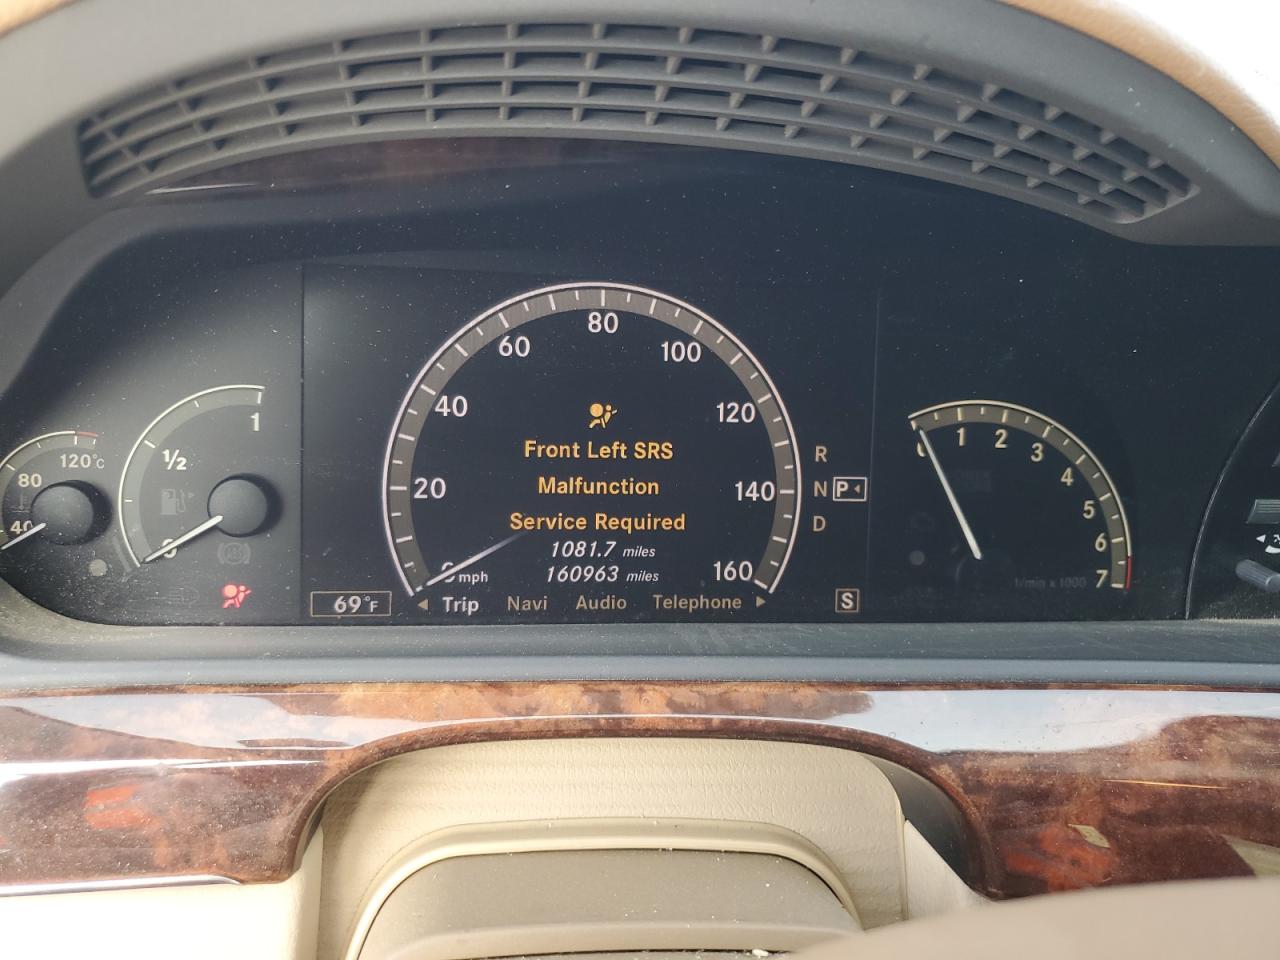 80
60
100
40
120
1
1/2
120°C
80
40
20
140
160
Front Left SRS
Malfunction
Service Required
1081.7 miles
160963 miles
mph
R
N P
D
S
1 2 3 4 5 6 7
l/min x 1000
69°F
Trip Navi Audio Telephone